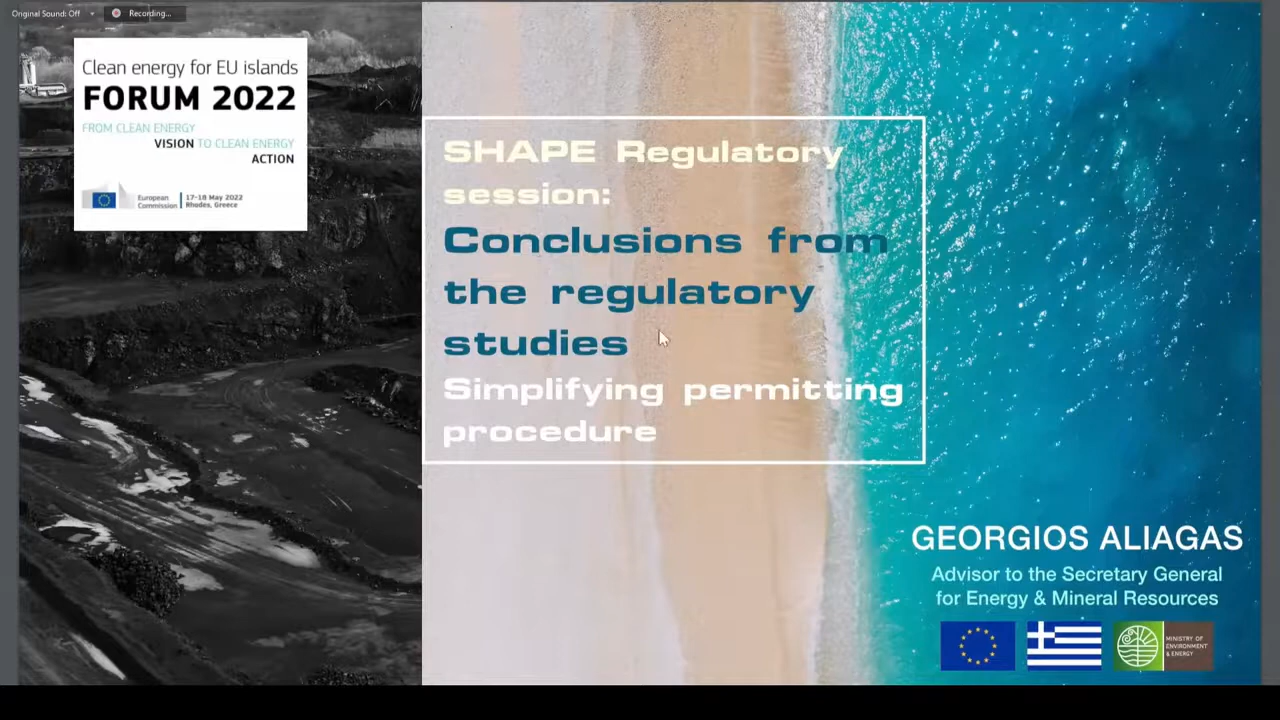 Original Sound: Off
Recording...
Clean energy for EU islands
FORUM 2022
FROM CLEAN ENERGY
VISION TO CLEAN ENERGY
ACTION
European
Commission
17-18 May 2022
Rhodes, Greece
SHAPE Regulatory
session:
Conclusions from
the regulatory
studies
Simplifying permitting
procedure
GEORGIOS ALIAGAS
Advisor to the Secretary General
for Energy & Mineral Resources
MINISTRY OF
ENVIRONMENT
& ENERGY